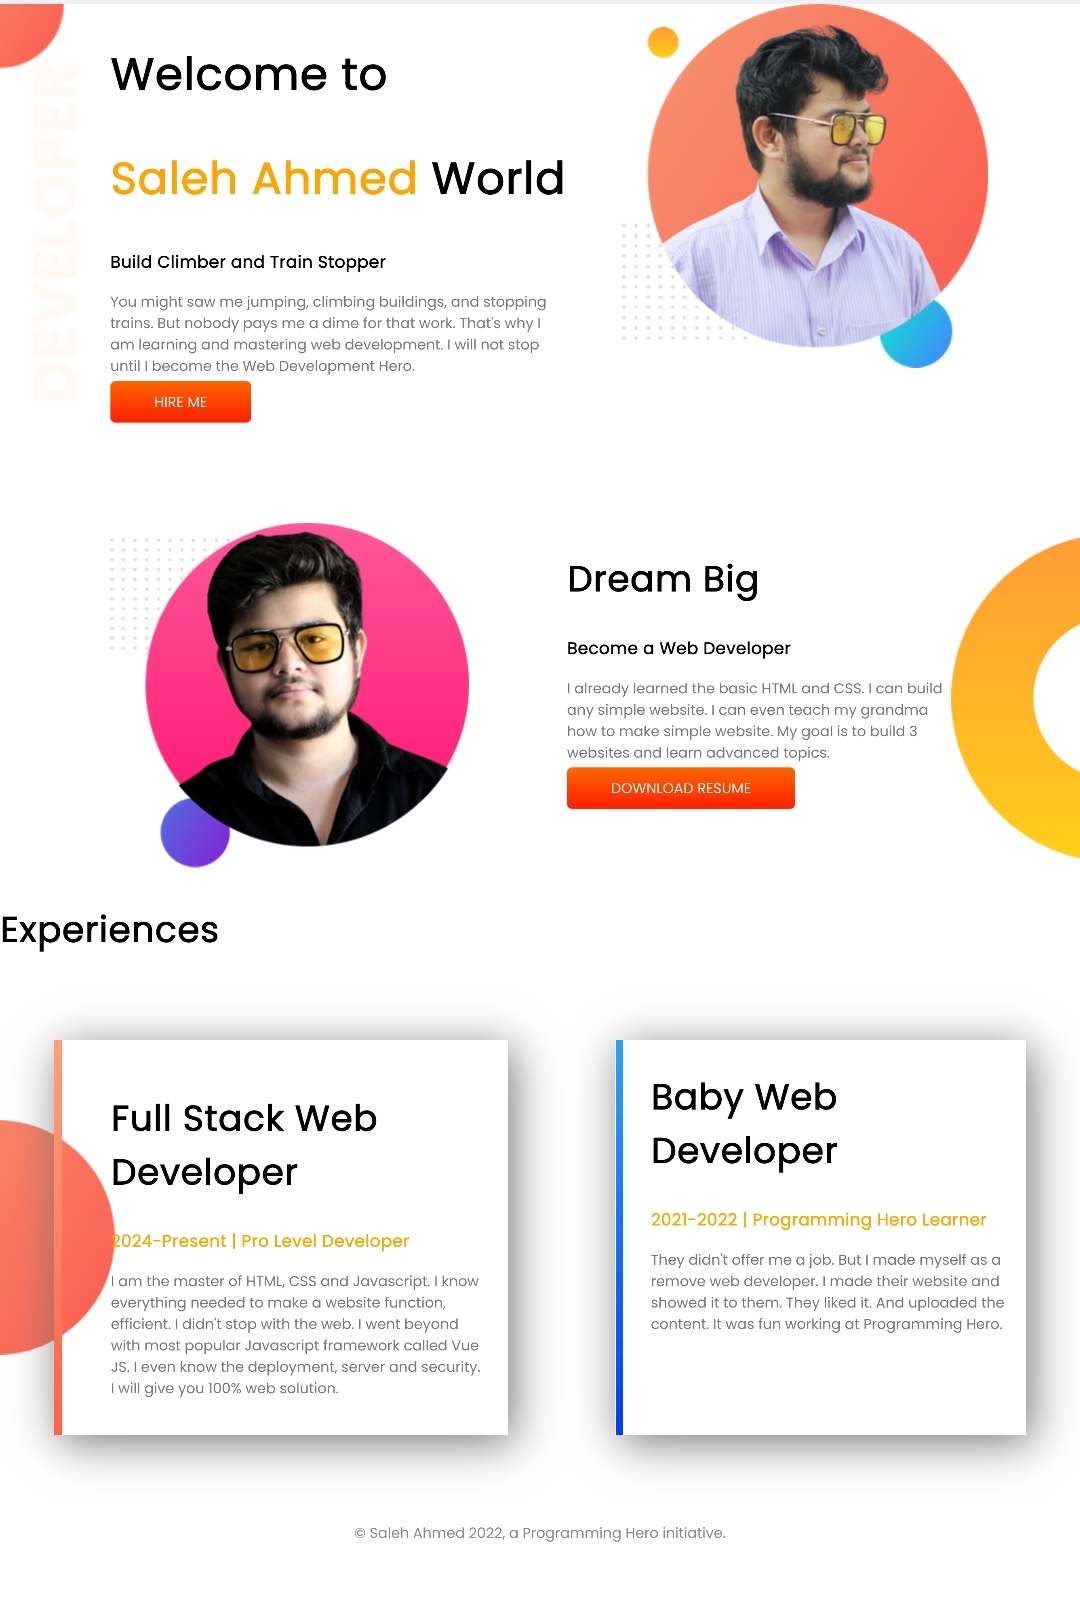 DEVELOPER
Welcome to
Saleh Ahmed World
Build Climber and Train Stopper
You might saw me jumping, climbing buildings, and stopping
trains. But nobody pays me a dime for that work. That's why I
am learning and mastering web development. I will not stop
until I become the Web Development Hero.
HIRE ME
Dream Big
Become a Web Developer
I already learned the basic HTML and CSS. I can build
any simple website. I can even teach my grandma
how to make simple website. My goal is to build 3
websites and learn advanced topics.
DOWNLOAD RESUME
Experiences
Full Stack Web
Developer
2024-Present | Pro Level Developer
I am the master of HTML, CSS and Javascript. I know
everything needed to make a website function,
efficient. I didn't stop with the web. I went beyond
with most popular Javascript framework called Vue
JS. I even know the deployment, server and security.
I will give you 100% web solution.
Baby Web
Developer
2021-2022 | Programming Hero Learner
They didn't offer me a job. But I made myself as a
remove web developer. I made their website and
showed it to them. They liked it. And uploaded the
content. It was fun working at Programming Hero.
© Saleh Ahmed 2022, a Programming Hero initiative.